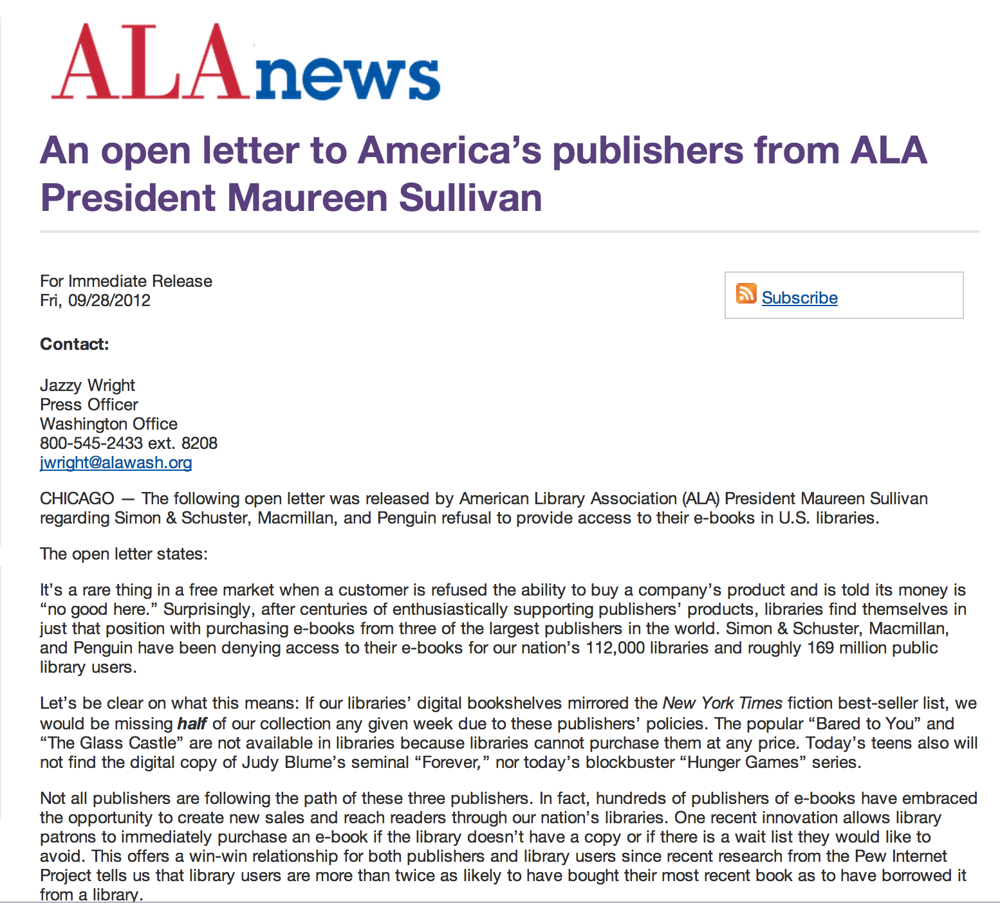 ALAnews
An open letter to America’s publishers from ALA
President Maureen Sullivan
For Immediate Release
Fri, 09/28/2012
Subscribe
Contact:
Jazzy Wright
Press Officer
Washington Office
800-545-2433 ext. 8208
jwright@alawash.org
CHICAGO — The following open letter was released by American Library Association (ALA) President Maureen Sullivan
regarding Simon & Schuster, Macmillan, and Penguin refusal to provide access to their e-books in U.S. libraries.
The open letter states:
It’s a rare thing in a free market when a customer is refused the ability to buy a company’s product and is told its money is
“no good here.” Surprisingly, after centuries of enthusiastically supporting publishers’ products, libraries find themselves in
just that position with purchasing e-books from three of the largest publishers in the world. Simon & Schuster, Macmillan,
and Penguin have been denying access to their e-books for our nation’s 112,000 libraries and roughly 169 million public
library users.
Let’s be clear on what this means: If our libraries’ digital bookshelves mirrored the New York Times fiction best-seller list, we
would be missing half of our collection any given week due to these publishers’ policies. The popular “Bared to You” and
“The Glass Castle” are not available in libraries because libraries cannot purchase them at any price. Today’s teens also will
not find the digital copy of Judy Blume’s seminal “Forever,” nor today’s blockbuster “Hunger Games” series.
Not all publishers are following the path of these three publishers. In fact, hundreds of publishers of e-books have embraced
the opportunity to create new sales and reach readers through our nation’s libraries. One recent innovation allows library
patrons to immediately purchase an e-book if the library doesn’t have a copy or if there is a wait list they would like to
avoid. This offers a win-win relationship for both publishers and library users since recent research from the Pew Internet
Project tells us that library users are more than twice as likely to have bought their most recent book as to have borrowed it
from a library.